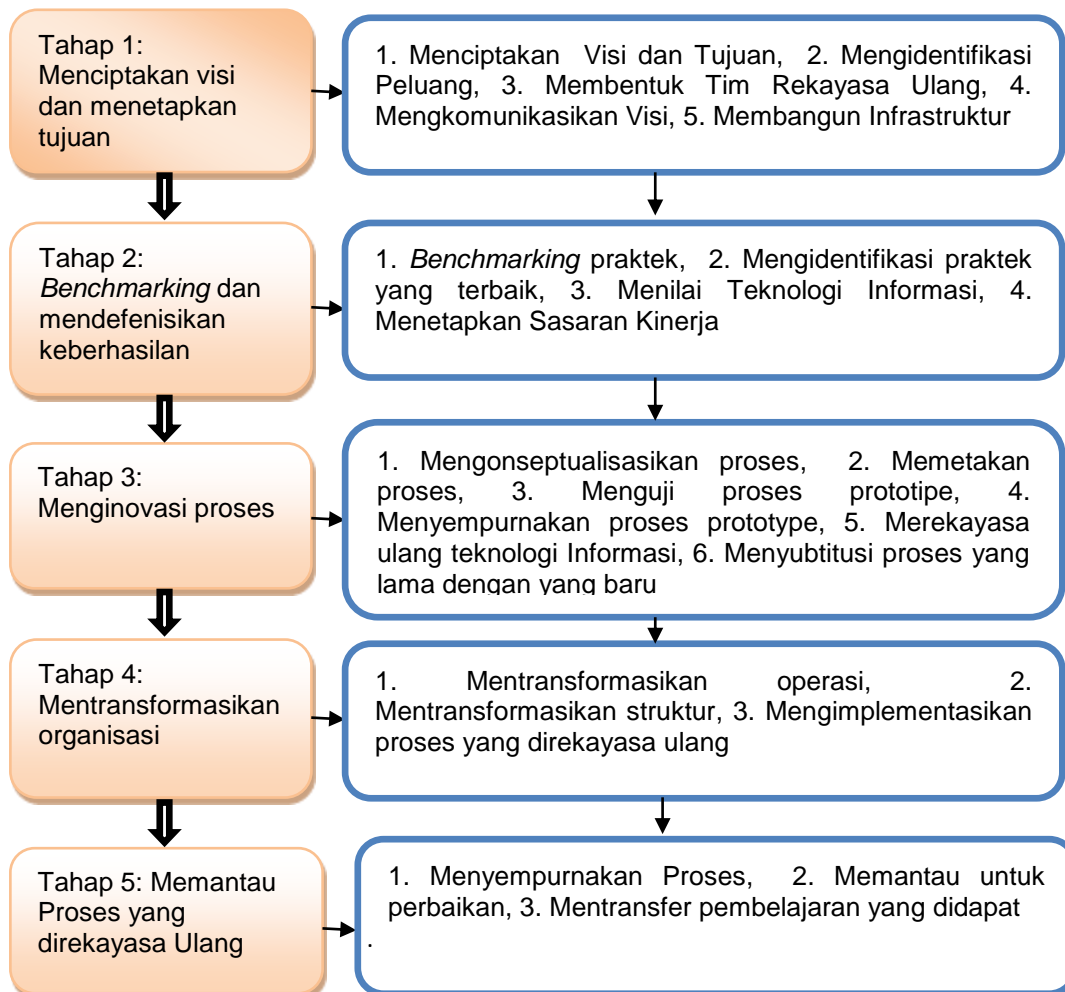 Tahap 1:
Menciptakan visi
dan menetapkan
tujuan
1. Menciptakan Visi dan Tujuan, 2. Mengidentifikasi
Peluang, 3. Membentuk Tim Rekayasa Ulang, 4.
Mengkomunikasikan Visi, 5. Membangun Infrastruktur
Tahap 2:
Benchmarking dan
mendefenisikan
keberhasilan
1. Benchmarking praktek, 2. Mengidentifikasi praktek
yang terbaik, 3. Menilai Teknologi Informasi, 4.
Menetapkan Sasaran Kinerja
Tahap 3:
Menginovasi proses
1. Mengonseptualisasikan proses, 2. Memetakan
proses, 3. Menguji proses prototipe, 4.
Menyempurnakan proses prototype, 5. Merekayasa
ulang teknologi Informasi, 6. Menyubtitusi proses yang
lama dengan yang baru
Tahap 4:
Mentransformasikan
organisasi
1. Mentransformasikan operasi, 2.
Mentransformasikan struktur, 3. Mengimplementasikan
proses yang direkayasa ulang
Tahap 5: Memantau
Proses yang
direkayasa Ulang
1. Menyempurnakan Proses, 2. Memantau untuk
perbaikan, 3. Mentransfer pembelajaran yang didapat
.